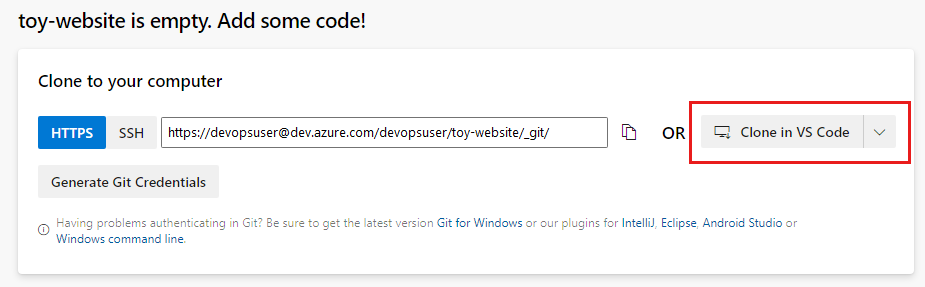 toy-website is empty. Add some code!
Clone to your computer
HTTPS SSH https://devopsuser@dev.azure.com/devopsuser/toy-website/_git/ OR Clone in VS Code
Generate Git Credentials
Having problems authenticating in Git? Be sure to get the latest version Git for Windows or our plugins for IntelliJ, Eclipse, Android Studio or
Windows command line.